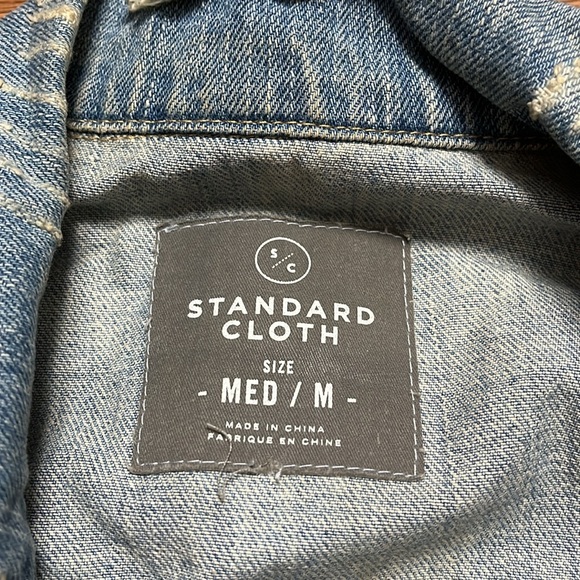 S
C
STANDARD
CLOTH
SIZE
- MED / M -
MADE IN CHINA
FABRIQUE EN CHINE